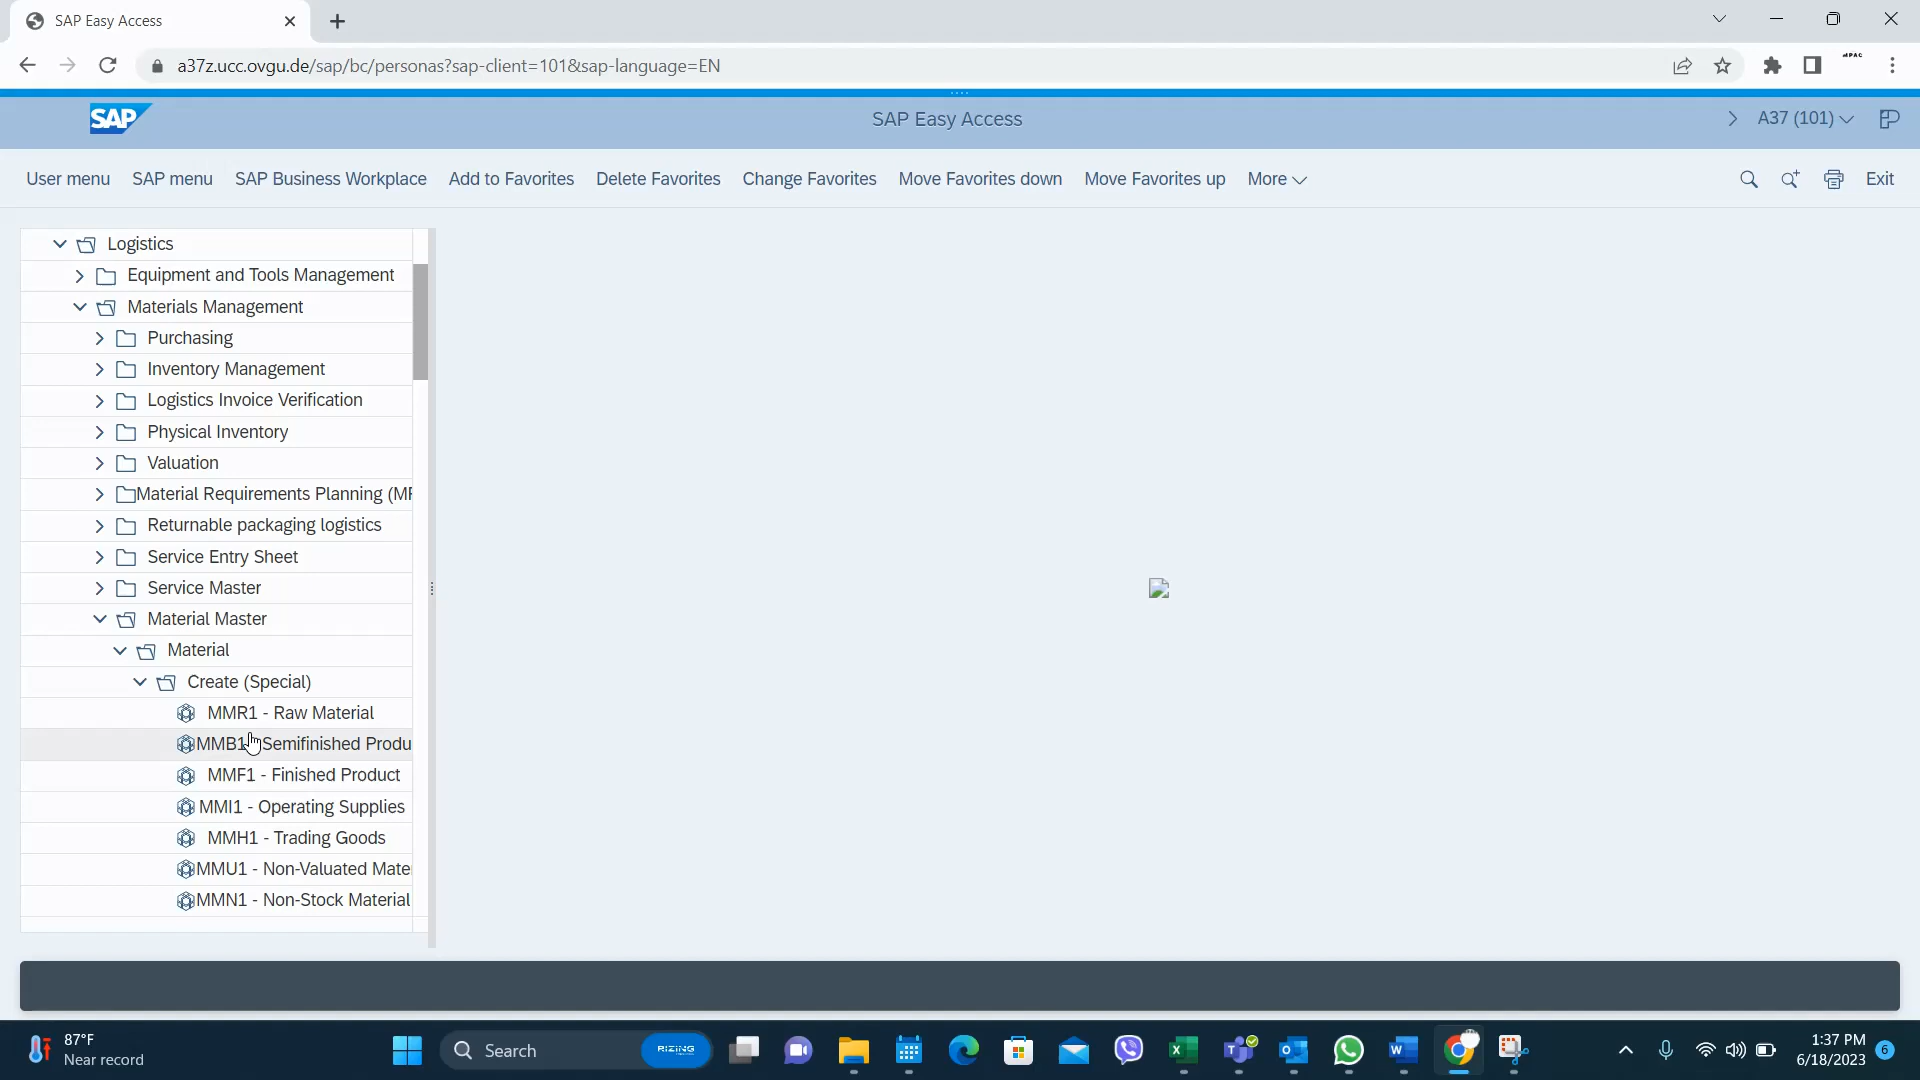 SAP Easy Access
a37z.ucc.ovgu.de/sap/bc/personas?sap-client=101&sap-language=EN
SAP
SAP Easy Access
A37 (101)
User menu
SAP menu
SAP Business Workplace
Add to Favorites
Delete Favorites
Change Favorites
Move Favorites down
Move Favorites up
More
Exit
Logistics
Equipment and Tools Management
Materials Management
Purchasing
Inventory Management
Logistics Invoice Verification
Physical Inventory
Valuation
Material Requirements Planning (MR
Returnable packaging logistics
Service Entry Sheet
Service Master
Material Master
Material
Create (Special)
MMR1 - Raw Material
MMB1 Semifinished Produ
MMF1 - Finished Product
MMI1 - Operating Supplies
MMH1 - Trading Goods
MMU1 - Non-Valuated Mate
MMN1 - Non-Stock Material
87°F
Near record
Search
RIZING
1:37 PM
6/18/2023
6